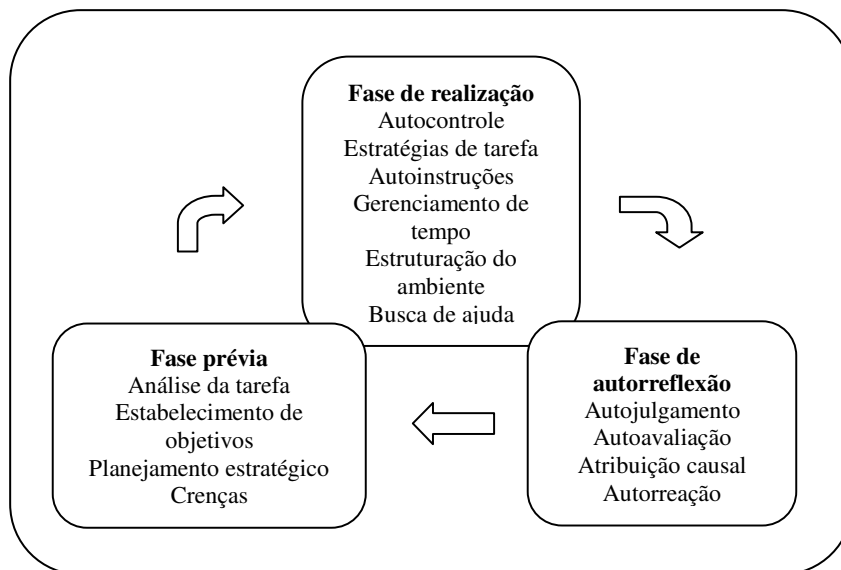 Fase de realização
Autocontrole
Estratégias de tarefa
Autoinstruções
Gerenciamento de
tempo
Estruturação do
ambiente
Busca de ajuda
Fase prévia
Análise da tarefa
Estabelecimento de
objetivos
Planejamento estratégico
Crenças
Fase de
autorreflexão
Autojulgamento
Autoavaliação
Atribuição causal
Autorreação